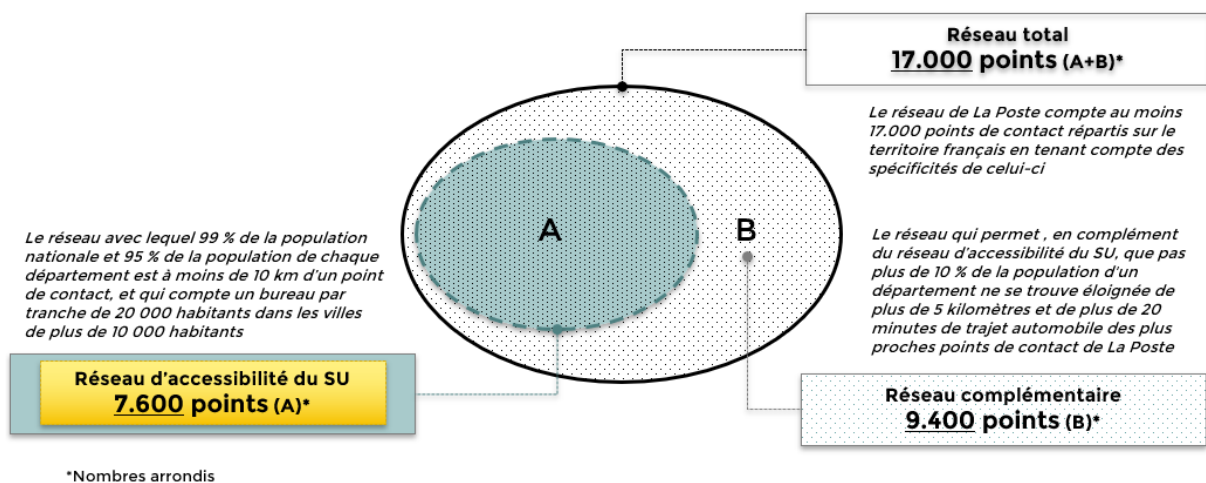 Réseau total
17.000 points (A+B)*
Le réseau de La Poste compte au moins
17.000 points de contact répartis sur le
territoire français en tenant compte des
spécificités de celui-ci
A
B
Le réseau avec lequel 99 % de la population
nationale et 95 % de la population de chaque
département est à moins de 10 km d'un point
de contact, et qui compte un bureau par
tranche de 20 000 habitants dans les villes
de plus de 10 000 habitants
Réseau d'accessibilité du SU
7.600 points (A)*
Le réseau qui permet , en complément
du réseau d'accessibilité du SU, que pas
plus de 10 % de la population d'un
département ne se trouve éloignée de
plus de 5 kilomètres et de plus de 20
minutes de trajet automobile des plus
proches points de contact de La Poste
Réseau complémentaire
9.400 points (B)*
*Nombres arrondis